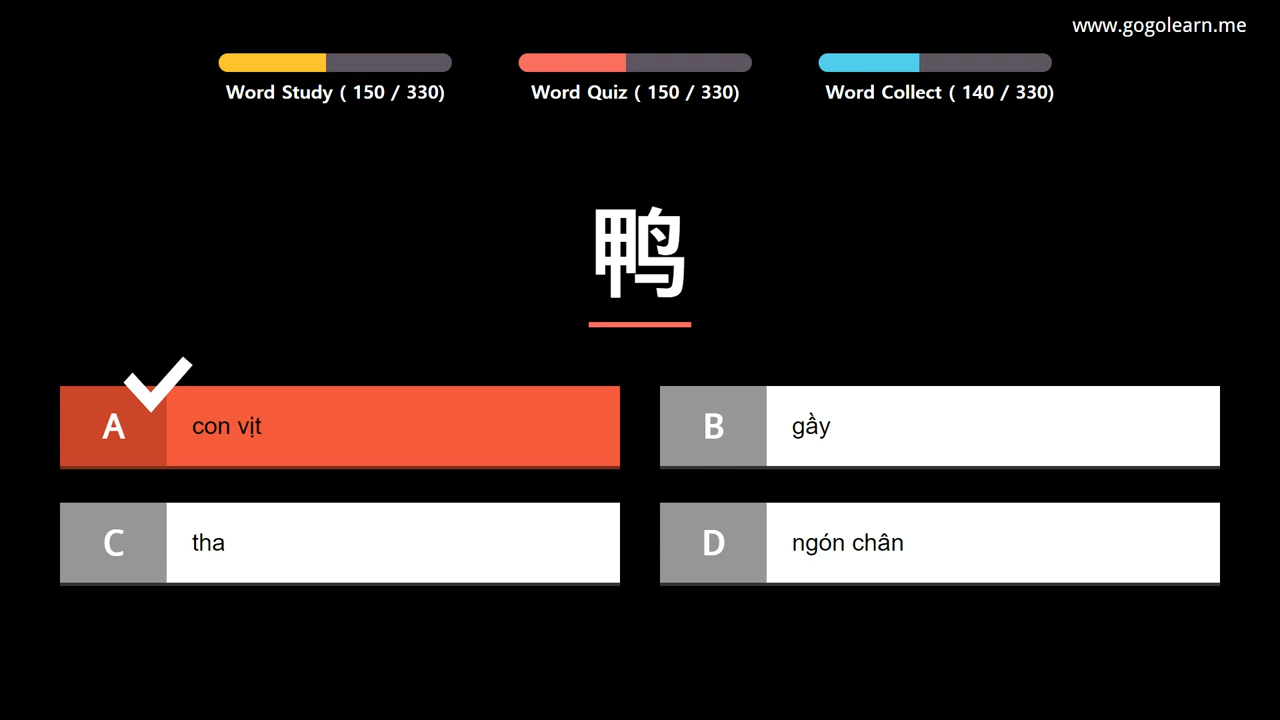 www.gogolearn.me
Word Study ( 150 / 330)
Word Quiz ( 150 / 330)
Word Collect ( 140 / 330)
鸭
A con vịt
B gầy
C tha
D ngón chân